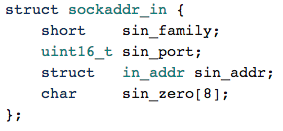 struct sockaddr_in {
    short    sin_family;
    uint16_t sin_port;
    struct   in_addr sin_addr;
    char     sin_zero[8];
};